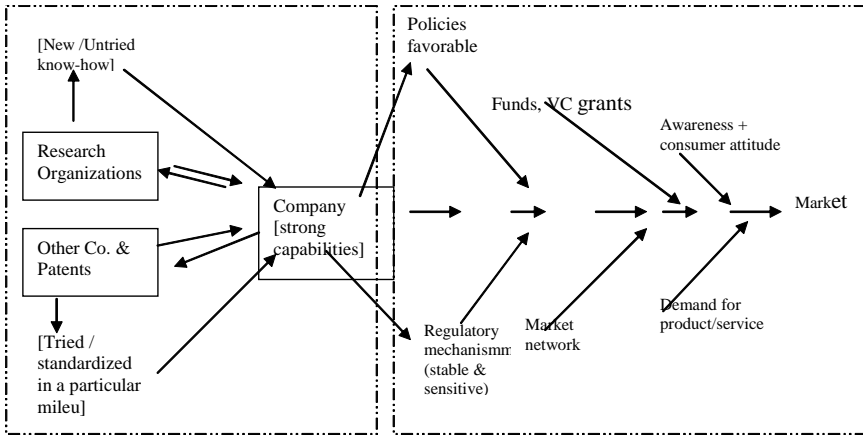 [New /Untried
know-how]
Research
Organizations
Other Co. &
Patents
[Tried /
standardized
in a particular
mileu]
Company
[strong
capabilities]
Policies
favorable
Funds, VC grants
Awareness +
consumer attitude
Market
Regulatory
mechanismm
(stable &
sensitive)
Market
network
Demand for
product/service